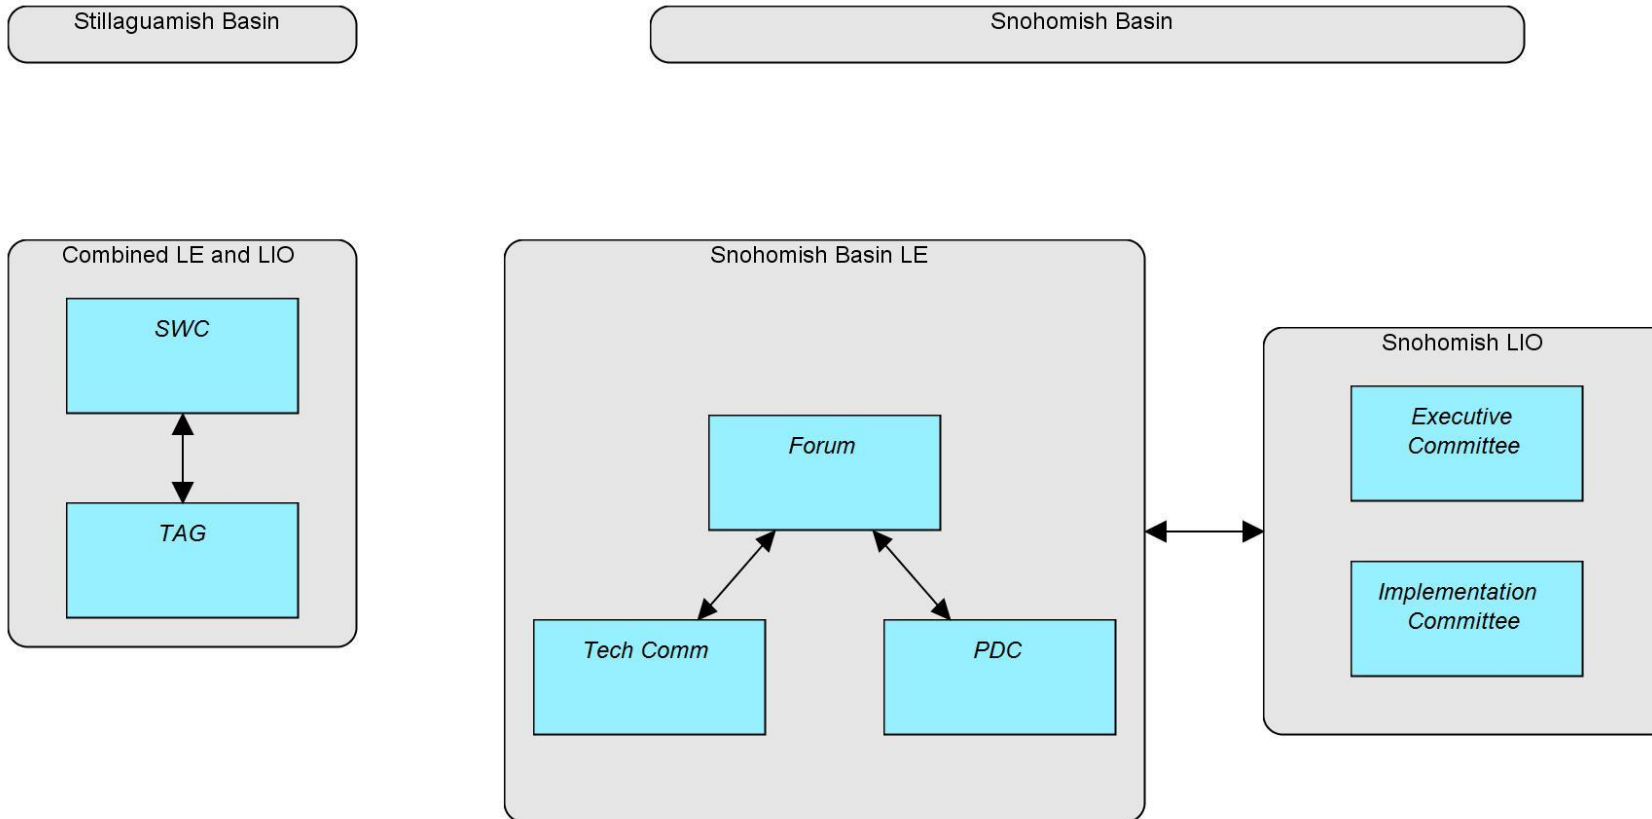 Stillaguamish Basin
Snohomish Basin
Combined LE and LIO
SWC
TAG
Snohomish Basin LE
Forum
Tech Comm
PDC
Snohomish LIO
Executive
Committee
Implementation
Committee